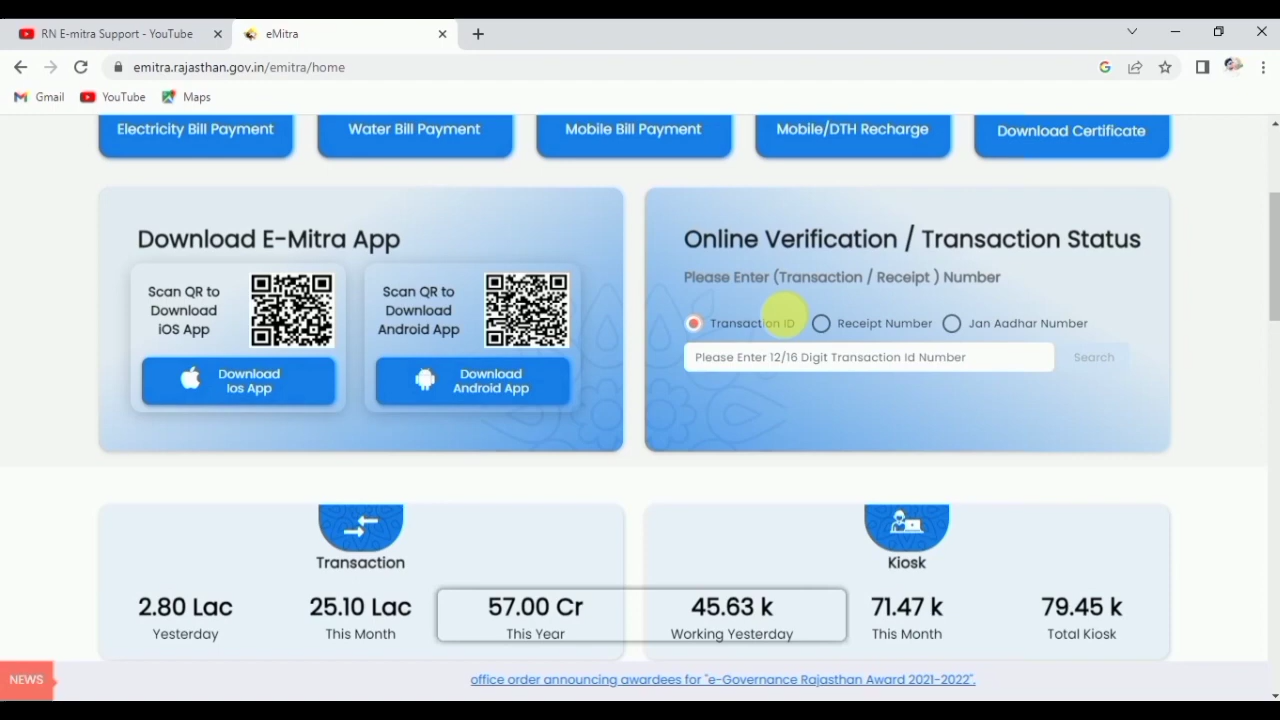 RN E-mitra Support - YouTube
eMitra
emitra.rajasthan.gov.in/emitra/home
Gmail
YouTube
Maps
Electricity Bill Payment
Water Bill Payment
Mobile Bill Payment
Mobile/DTH Recharge
Download Certificate
Download E-Mitra App
Scan QR to
Download
iOS App
Scan QR to
Download
Android App
Download
Ios App
Download
Android App
Online Verification / Transaction Status
Please Enter (Transaction / Receipt ) Number
Transaction ID
Receipt Number
Jan Aadhar Number
Please Enter 12/16 Digit Transaction Id Number
Search
Transaction
2.80 Lac
Yesterday
25.10 Lac
This Month
57.00 Cr
This Year
Kiosk
45.63 k
Working Yesterday
71.47 k
This Month
79.45 k
Total Kiosk
NEWS
office order announcing awardees for "e-Governance Rajasthan Award 2021-2022".